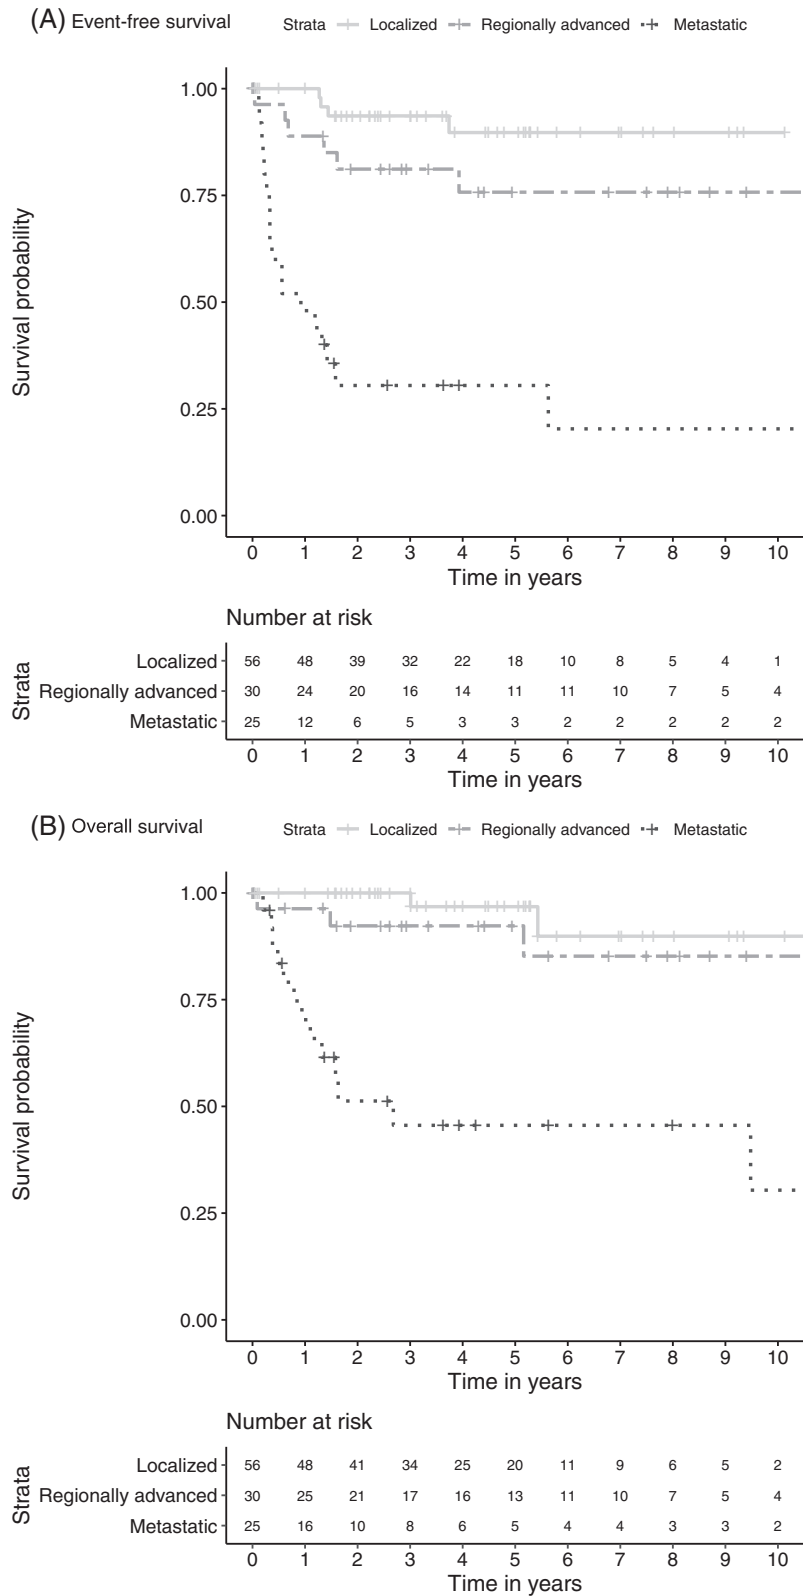 (A) Event-free survival Strata Localized Regionally advanced Metastatic
1.00
0.75
0.50
0.25
0.00
Survival probability
0 1 2 3 4 5 6 7 8 9 10
Time in years
Number at risk
Strata
Localized 56 48 39 32 22 18 10 8 5 4 1
Regionally advanced 30 24 20 16 14 11 11 10 7 5 4
Metastatic 25 12 6 5 3 3 2 2 2 2 2
0 1 2 3 4 5 6 7 8 9 10
Time in years
(B) Overall survival Strata Localized Regionally advanced Metastatic
1.00
0.75
0.50
0.25
0.00
Survival probability
0 1 2 3 4 5 6 7 8 9 10
Time in years
Number at risk
Strata
Localized 56 48 41 34 25 20 11 9 6 5 2
Regionally advanced 30 25 21 17 16 13 11 10 7 5 4
Metastatic 25 16 10 8 6 5 4 4 3 3 2
0 1 2 3 4 5 6 7 8 9 10
Time in years